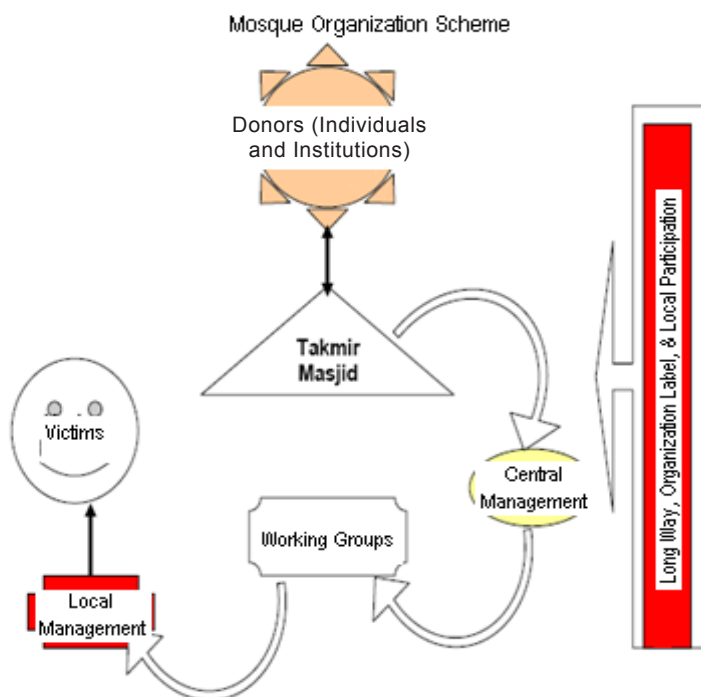 Mosque Organization Scheme
Donors (Individuals
and Institutions)
Takmir
Masjid
Victims
Central
Management
Working Groups
Local
Management
Long Way, Organization Label, & Local Participation